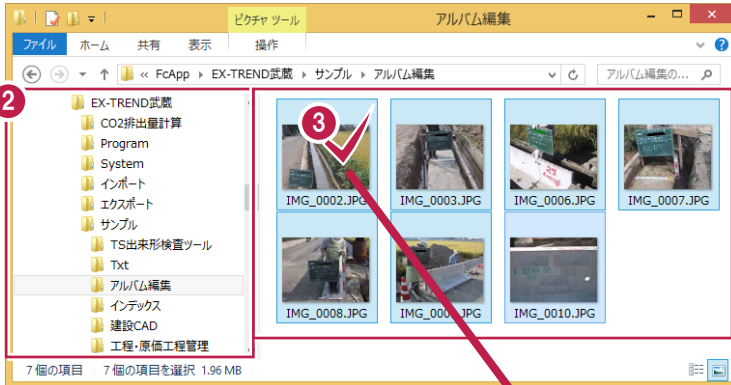 ピクチャ ツール
アルバム編集
ファイル ホーム 共有 表示 操作
« FcApp EX-TREND武蔵 サンプル アルバム編集
アルバム編集の...
2
EX-TREND武蔵
CO2排出量計算
Program
System
インポート
エクスポート
サンプル
TS出来形検査ツール
Txt
アルバム編集
インデックス
建設CAD
工程・原価工程管理
3
IMG_0002.JPG IMG_0003.JPG IMG_0006.JPG IMG_0007.JPG
IMG_0008.JPG IMG_0010.JPG
7 個の項目 7 個の項目を選択 1.96 MB